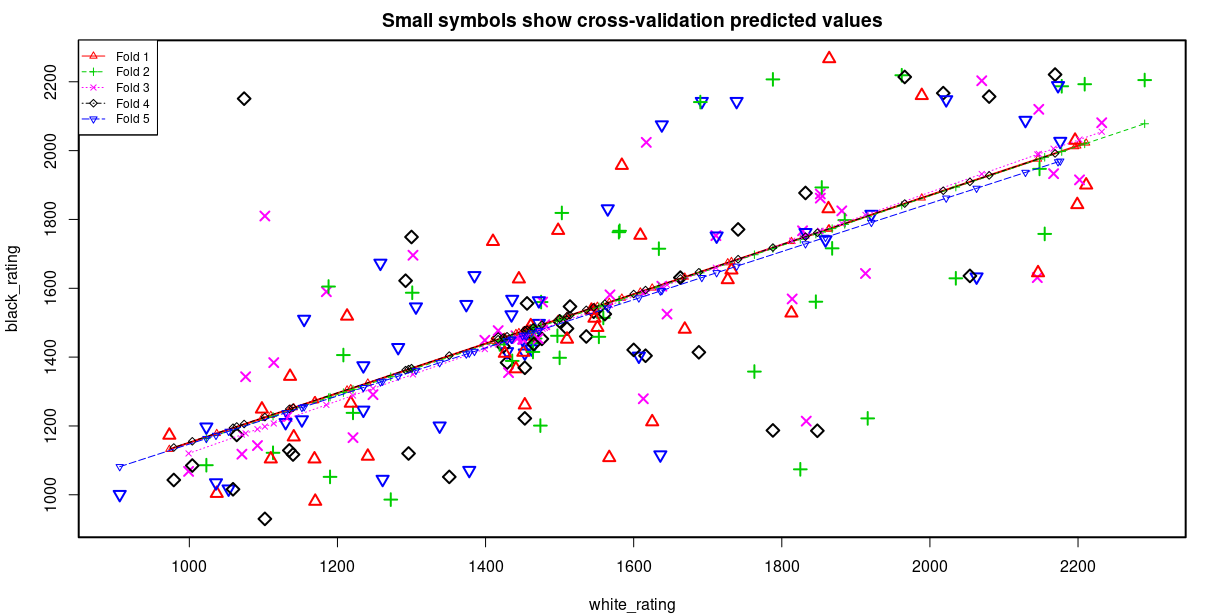 Small symbols show cross-validation predicted values
Fold 1
Fold 2
Fold 3
Fold 4
Fold 5
2200
2000
1800
1600
1400
1200
1000
black_rating
1000 1200 1400 1600 1800 2000 2200
white_rating